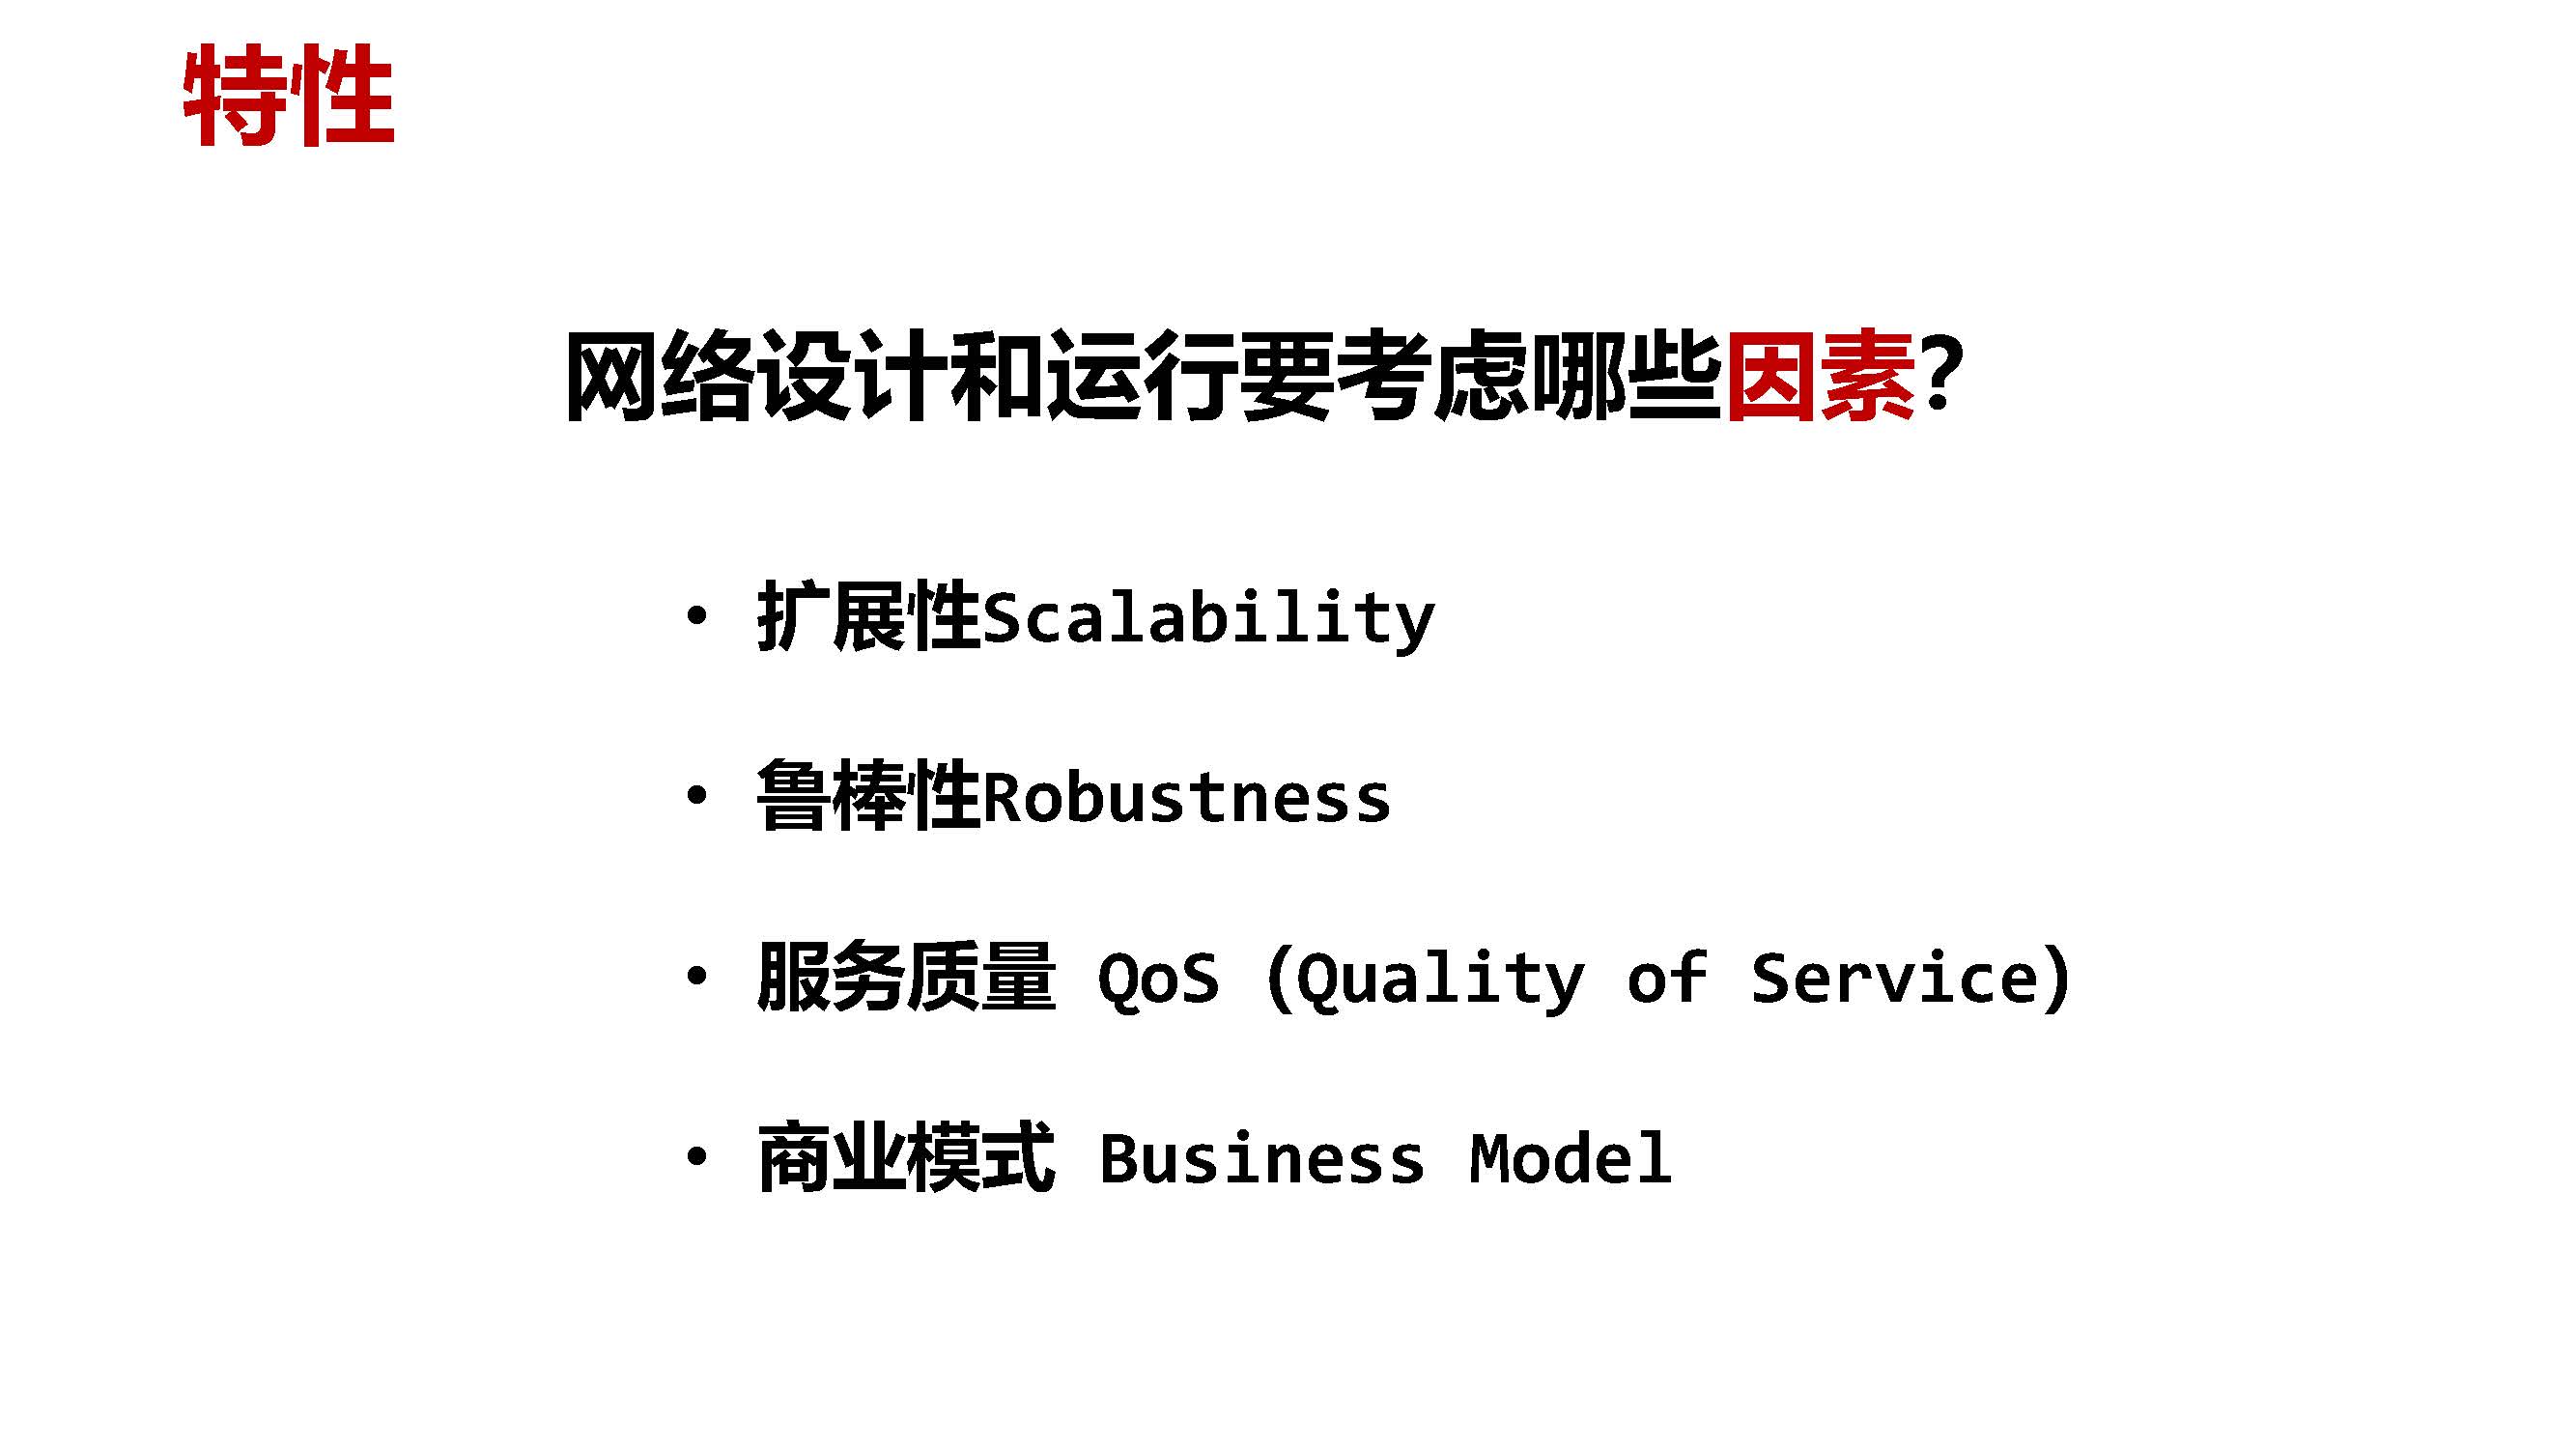 特性
网络设计和运行要考虑哪些因素？
• 扩展性Scalability
• 鲁棒性Robustness
• 服务质量 QoS (Quality of Service)
• 商业模式 Business Model